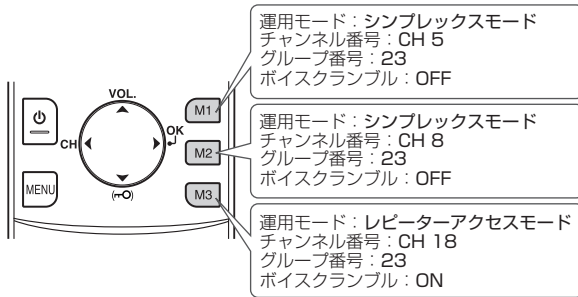 運用モード：シンプレックスモード
チャンネル番号：CH 5
グループ番号：23
ボイスクランブル：OFF
VOL.
M1
CH
OK
運用モード：シンプレックスモード
チャンネル番号：CH 8
グループ番号：23
ボイスクランブル：OFF
M2
MENU
M3
運用モード：レピーターアクセスモード
チャンネル番号：CH 18
グループ番号：23
ボイスクランブル：ON